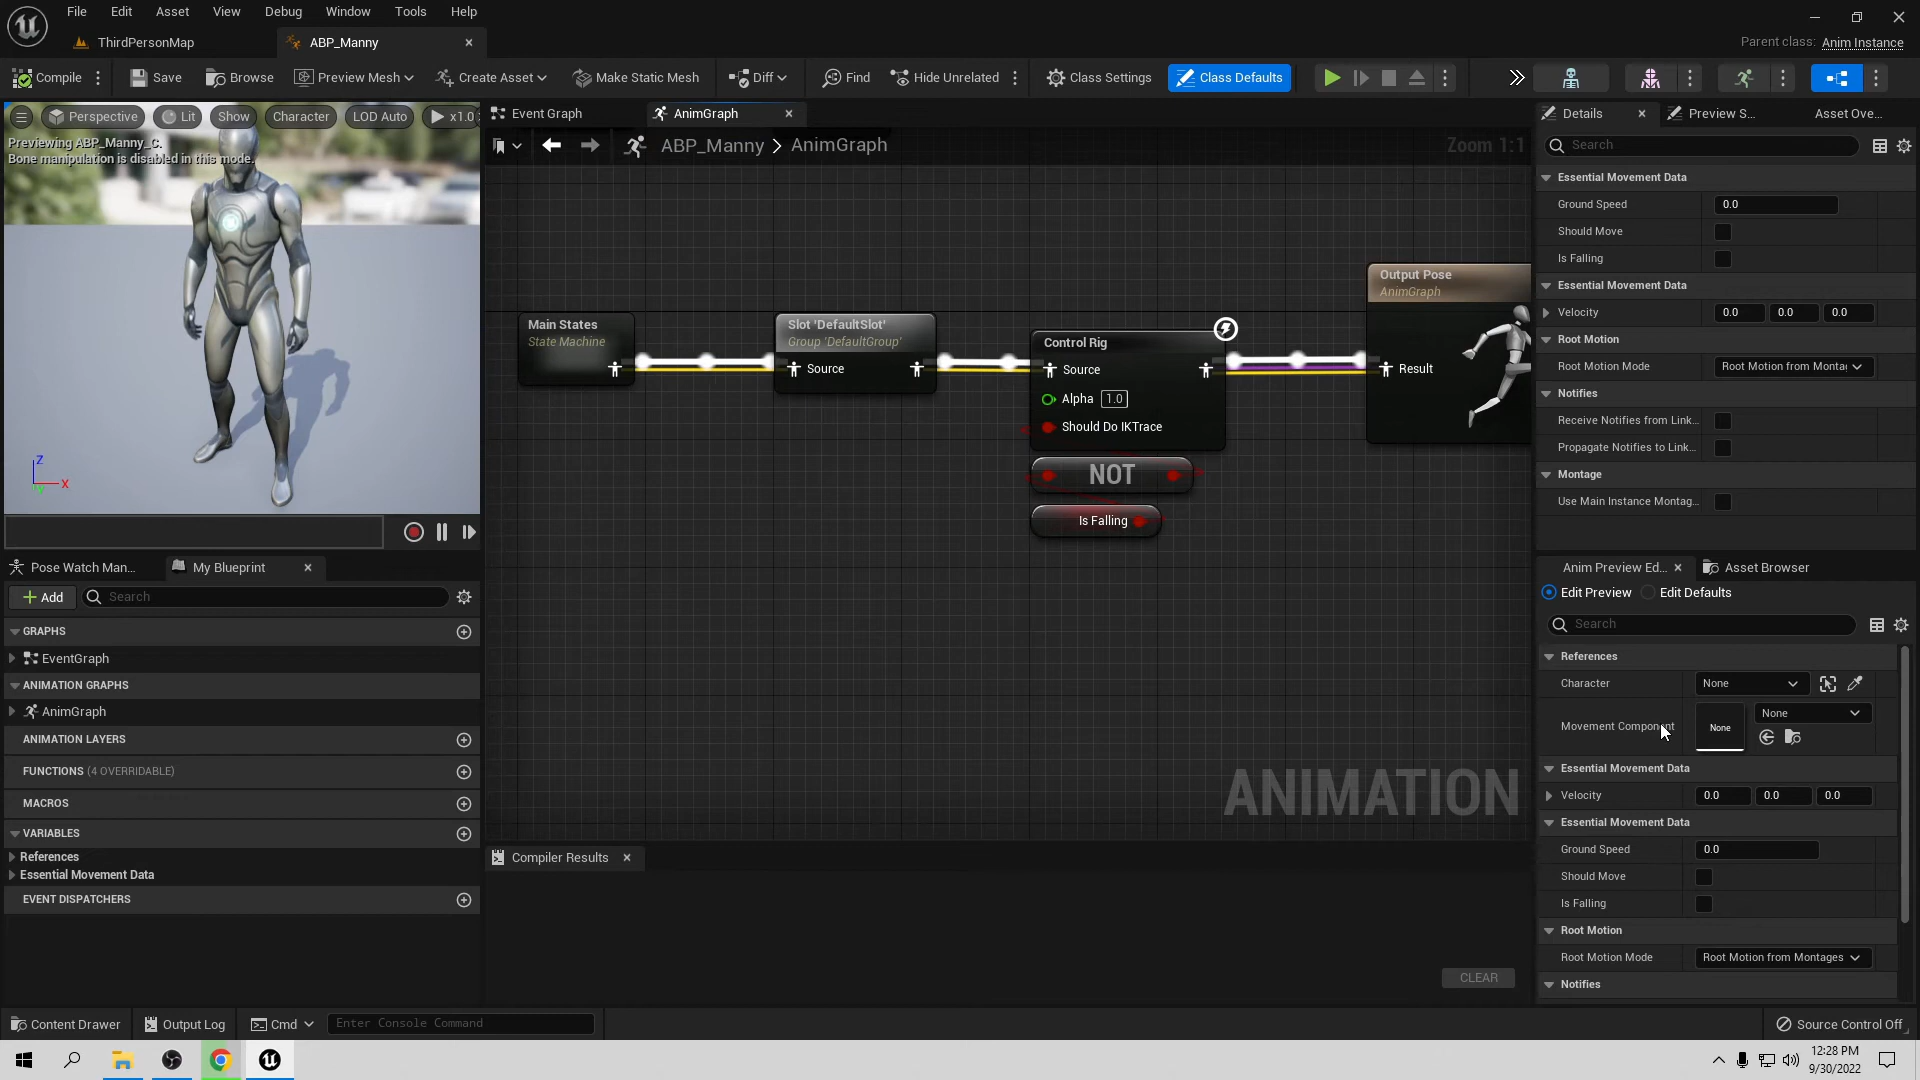 File Edit Asset View Debug Window Tools Help
ThirdPersonMap
ABP_Manny
Parent class: Anim Instance
Compile Save Browse Preview Mesh Create Asset Make Static Mesh Diff Find Hide Unrelated Class Settings Class Defaults
Perspective Lit Show Character LOD Auto x1.0
Previewing ABP_Manny_C.
Bone manipulation is disabled in this mode.
Z
X
Y
Pose Watch Man...
My Blueprint
Add
Search
GRAPHS
EventGraph
ANIMATION GRAPHS
AnimGraph
ANIMATION LAYERS
FUNCTIONS (4 OVERRIDABLE)
MACROS
VARIABLES
References
Essential Movement Data
EVENT DISPATCHERS
Event Graph
AnimGraph
ABP_Manny > AnimGraph
Zoom 1:1
Main States
State Machine
Slot 'DefaultSlot'
Group 'DefaultGroup'
Source
Control Rig
Source
Alpha 1.0
Should Do IKTrace
NOT
Is Falling
Output Pose
AnimGraph
Result
ANIMATION
Compiler Results
CLEAR
Details
Preview S...
Asset Ove...
Search
Essential Movement Data
Ground Speed 0.0
Should Move
Is Falling
Essential Movement Data
Velocity 0.0 0.0 0.0
Root Motion
Root Motion Mode Root Motion from Montag
Notifies
Receive Notifies from Link...
Propagate Notifies to Link...
Montage
Use Main Instance Montag...
Anim Preview Ed...
Asset Browser
Edit Preview Edit Defaults
Search
References
Character None
Movement Component None None
Essential Movement Data
Velocity 0.0 0.0 0.0
Essential Movement Data
Ground Speed 0.0
Should Move
Is Falling
Root Motion
Root Motion Mode Root Motion from Montages
Notifies
Content Drawer Output Log Cmd Enter Console Command
Source Control Off
12:28 PM
9/30/2022